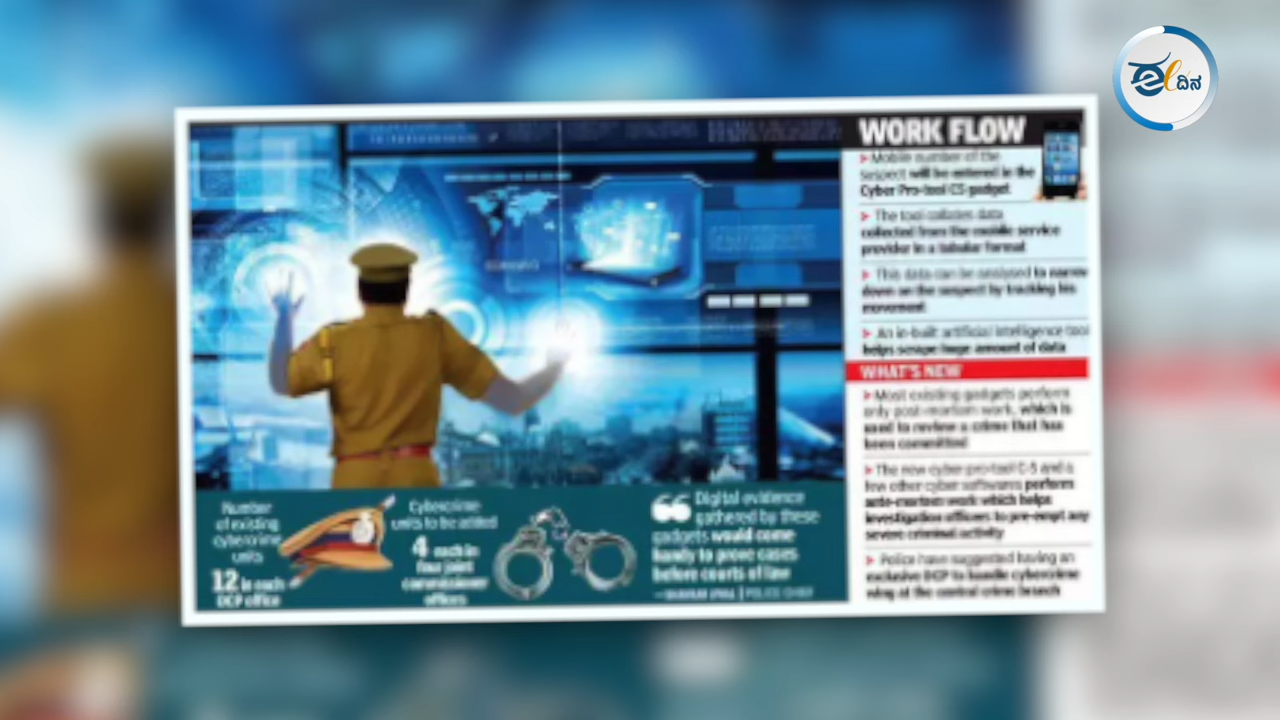 eಲ ದಿನ
WORK FLOW
➤ Mobile number of the
suspect will be entered in the
Cyber Pro-tool CS gadget
➤ The tool collates data
collected from the mobile service
provider in a tabular format
➤ This data can be analysed to narrow
down on the suspect by tracking his
movement
➤ An in-built artificial intelligence tool
helps scrape huge amount of data
WHAT'S NEW
➤ Most existing gadgets perform
only post-mortem work, which is
used to review a crime that has
been committed
➤ The new cyber pro-tool C-5 and a
few other cyber softwares perform
ante-mortem work which helps
investigation officers to pre-empt any
severe criminal activity
➤ Police have suggested having an
exclusive DCP to handle cybercrime
wing at the central crime branch
Number
of existing
cybercrime
units
12 in each
DCP office
Cybercrime
units to be added
4 each in
four joint
commissioner
offices
“ Digital evidence
gathered by these
gadgets would come
handy to prove cases
before courts of law
| POLICE CHIEF